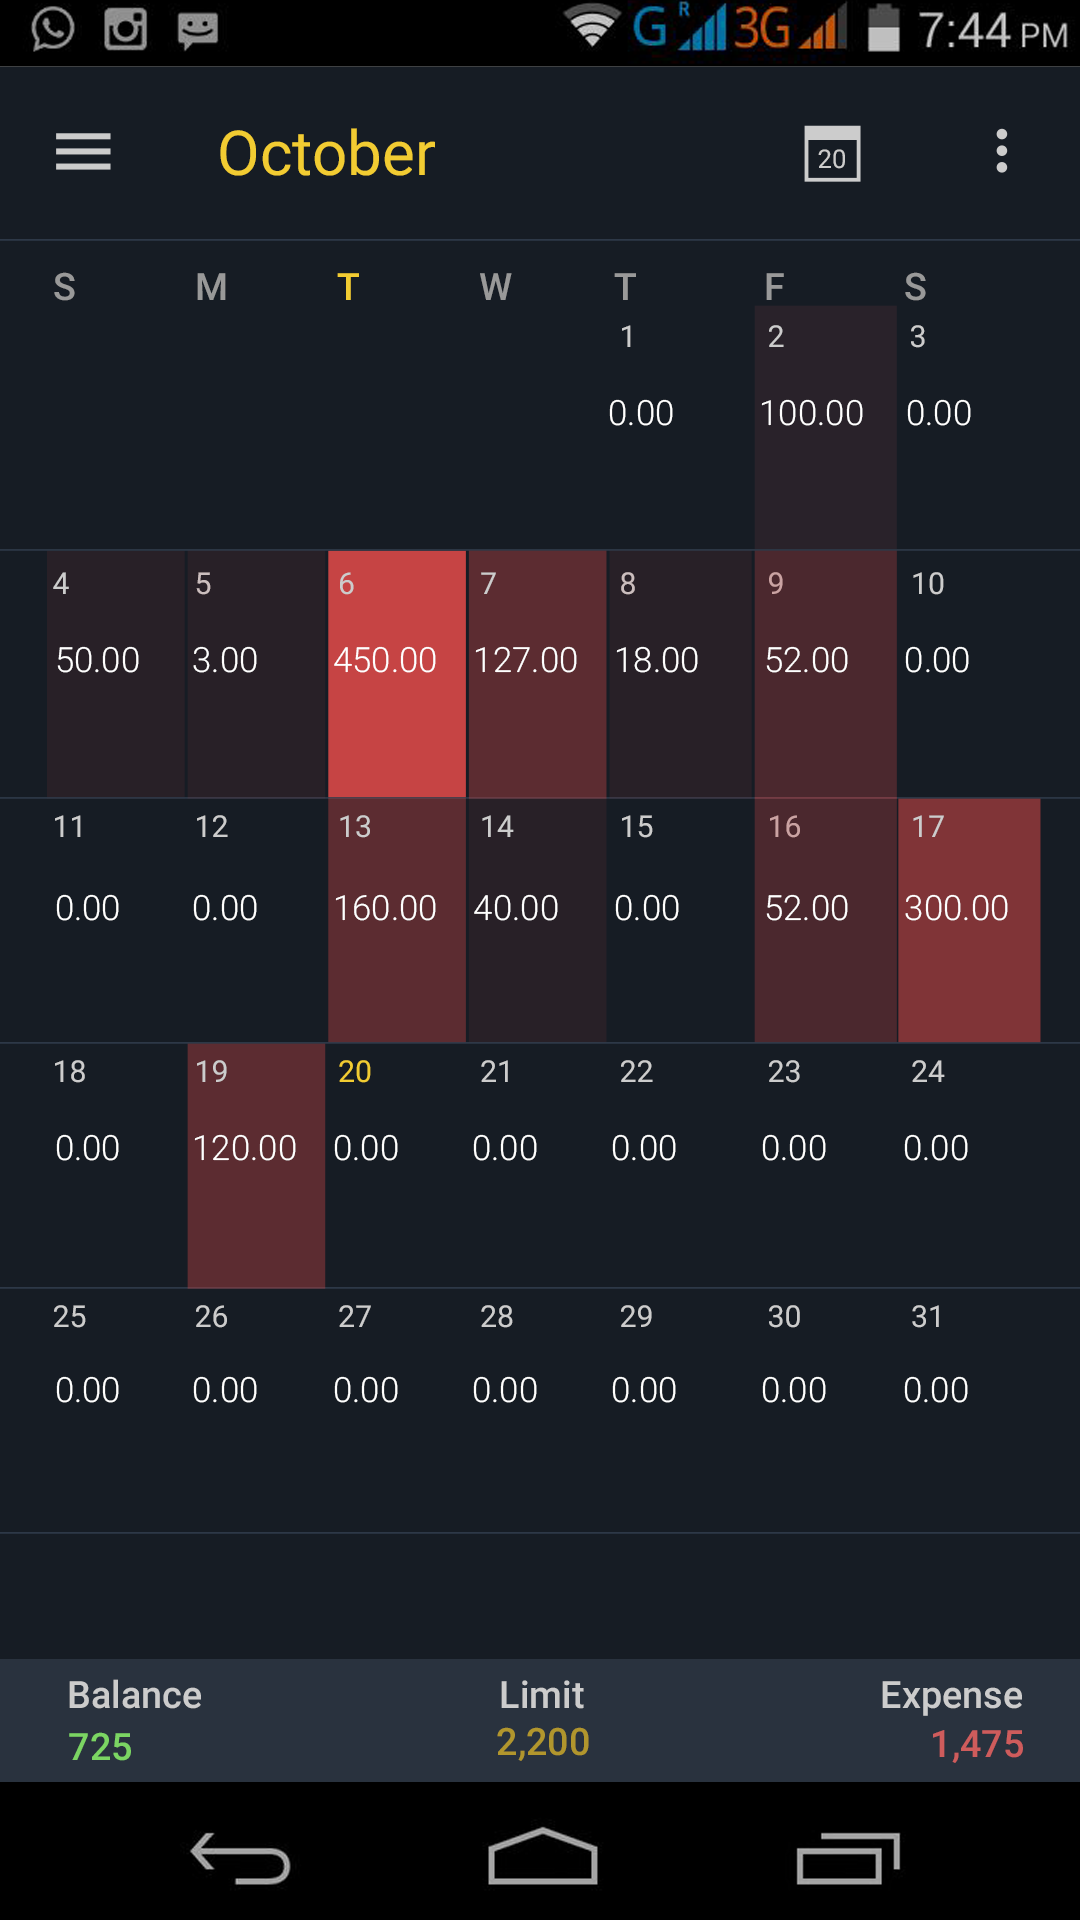 G R 3G 7:44 PM
October 20
S M T W T F S
1 2 3
0.00 100.00 0.00
4 5 6 7 8 9 10
50.00 3.00 450.00 127.00 18.00 52.00 0.00
11 12 13 14 15 16 17
0.00 0.00 160.00 40.00 0.00 52.00 300.00
18 19 20 21 22 23 24
0.00 120.00 0.00 0.00 0.00 0.00 0.00
25 26 27 28 29 30 31
0.00 0.00 0.00 0.00 0.00 0.00 0.00
Balance Limit Expense
725 2,200 1,475